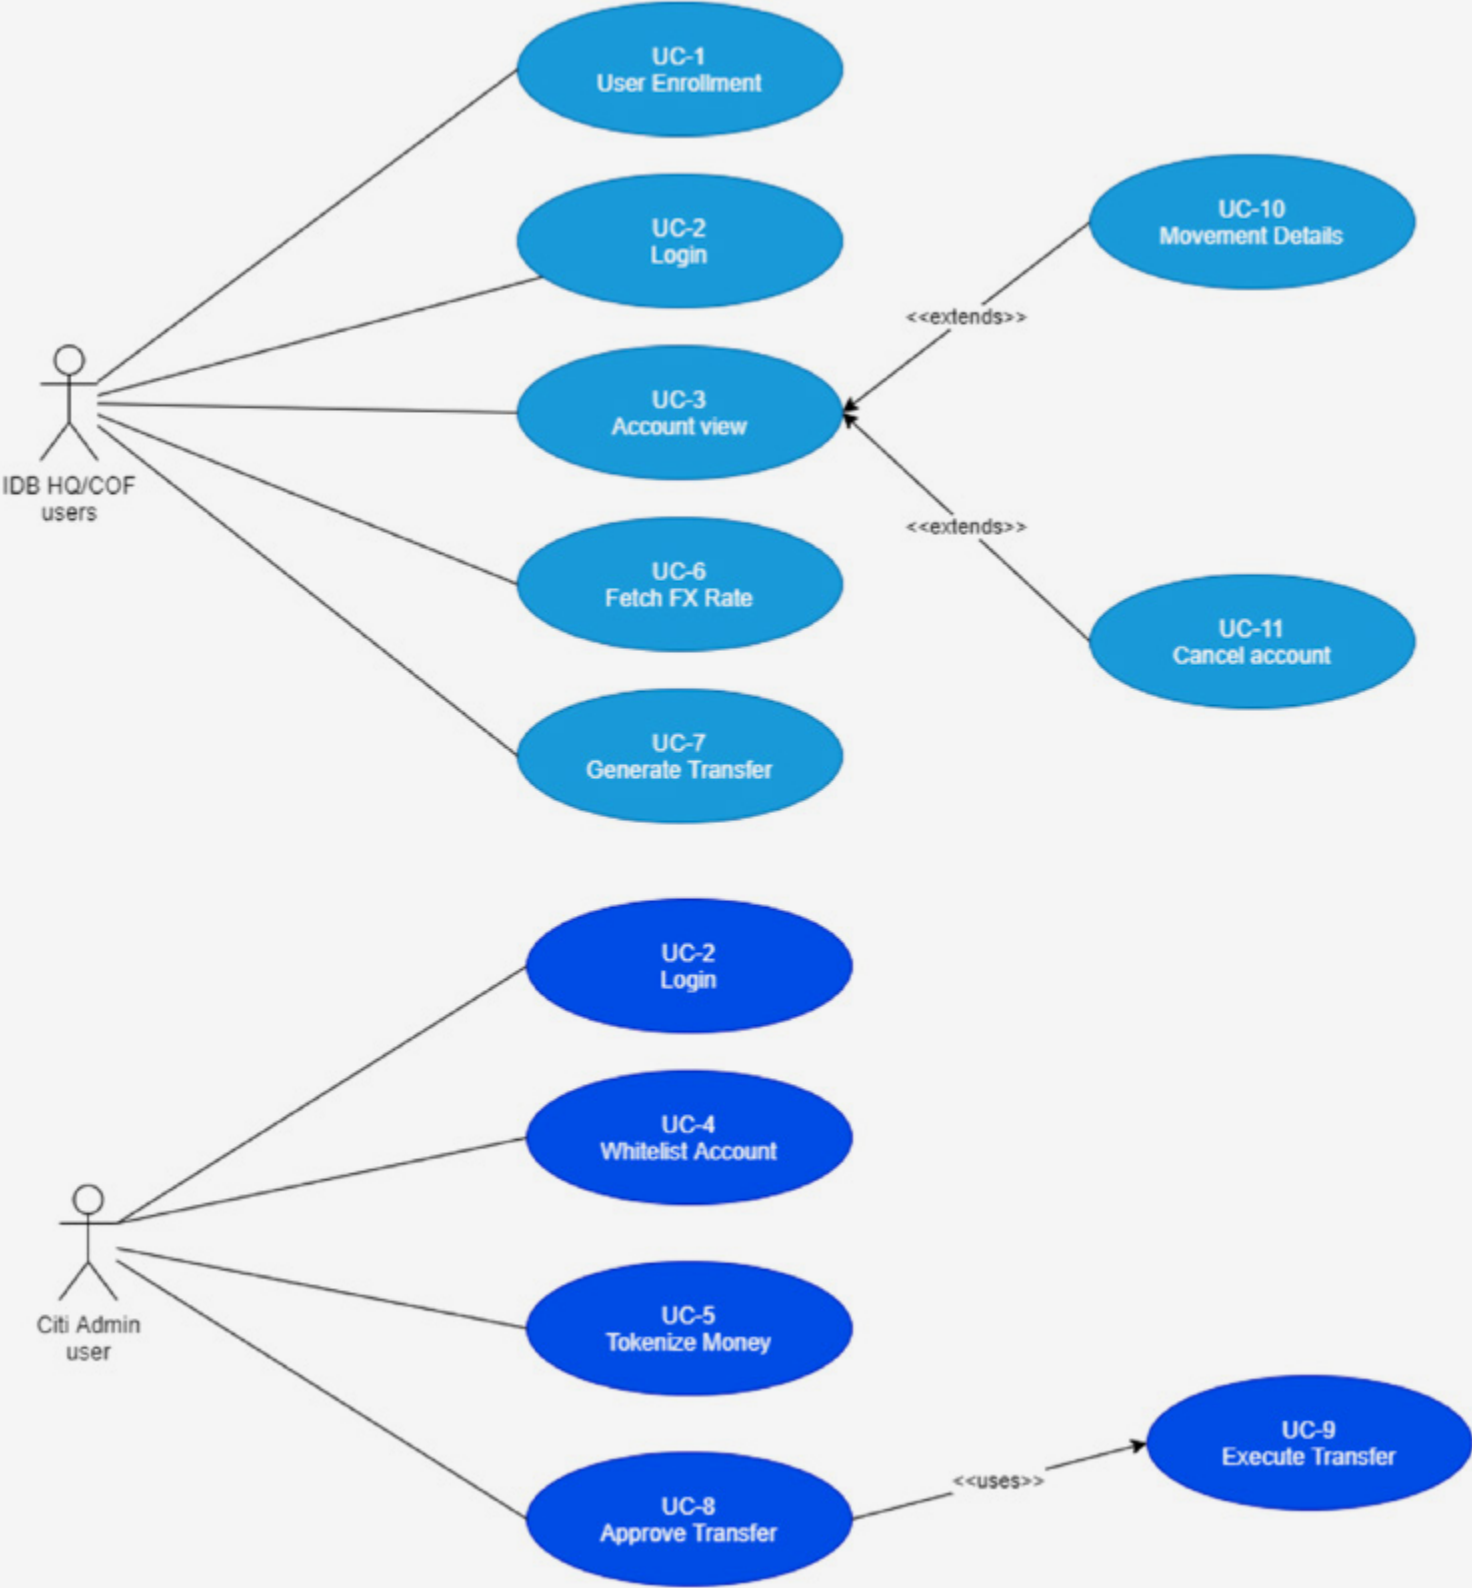 UC-1
User Enrollment
UC-2
Login
UC-10
Movement Details
<<extends>>
UC-3
Account view
IDB HQ/COF
users
<<extends>>
UC-6
Fetch FX Rate
UC-11
Cancel account
UC-7
Generate Transfer
UC-2
Login
UC-4
Whitelist Account
Citi Admin
user
UC-5
Tokenize Money
UC-9
Execute Transfer
<<uses>>
UC-8
Approve Transfer